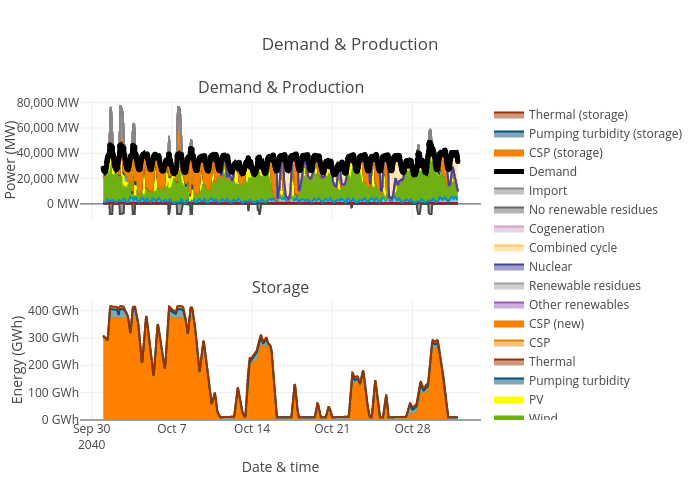 Demand & Production
Demand & Production
80,000 MW
60,000 MW
40,000 MW
20,000 MW
0 MW
Power (MW)
Storage
400 GWh
300 GWh
200 GWh
100 GWh
0 GWh
Energy (GWh)
Sep 30
2040
Oct 7
Oct 14
Oct 21
Oct 28
Date & time
Thermal (storage)
Pumping turbidity (storage)
CSP (storage)
Demand
Import
No renewable residues
Cogeneration
Combined cycle
Nuclear
Renewable residues
Other renewables
CSP (new)
CSP
Thermal
Pumping turbidity
PV
Wind